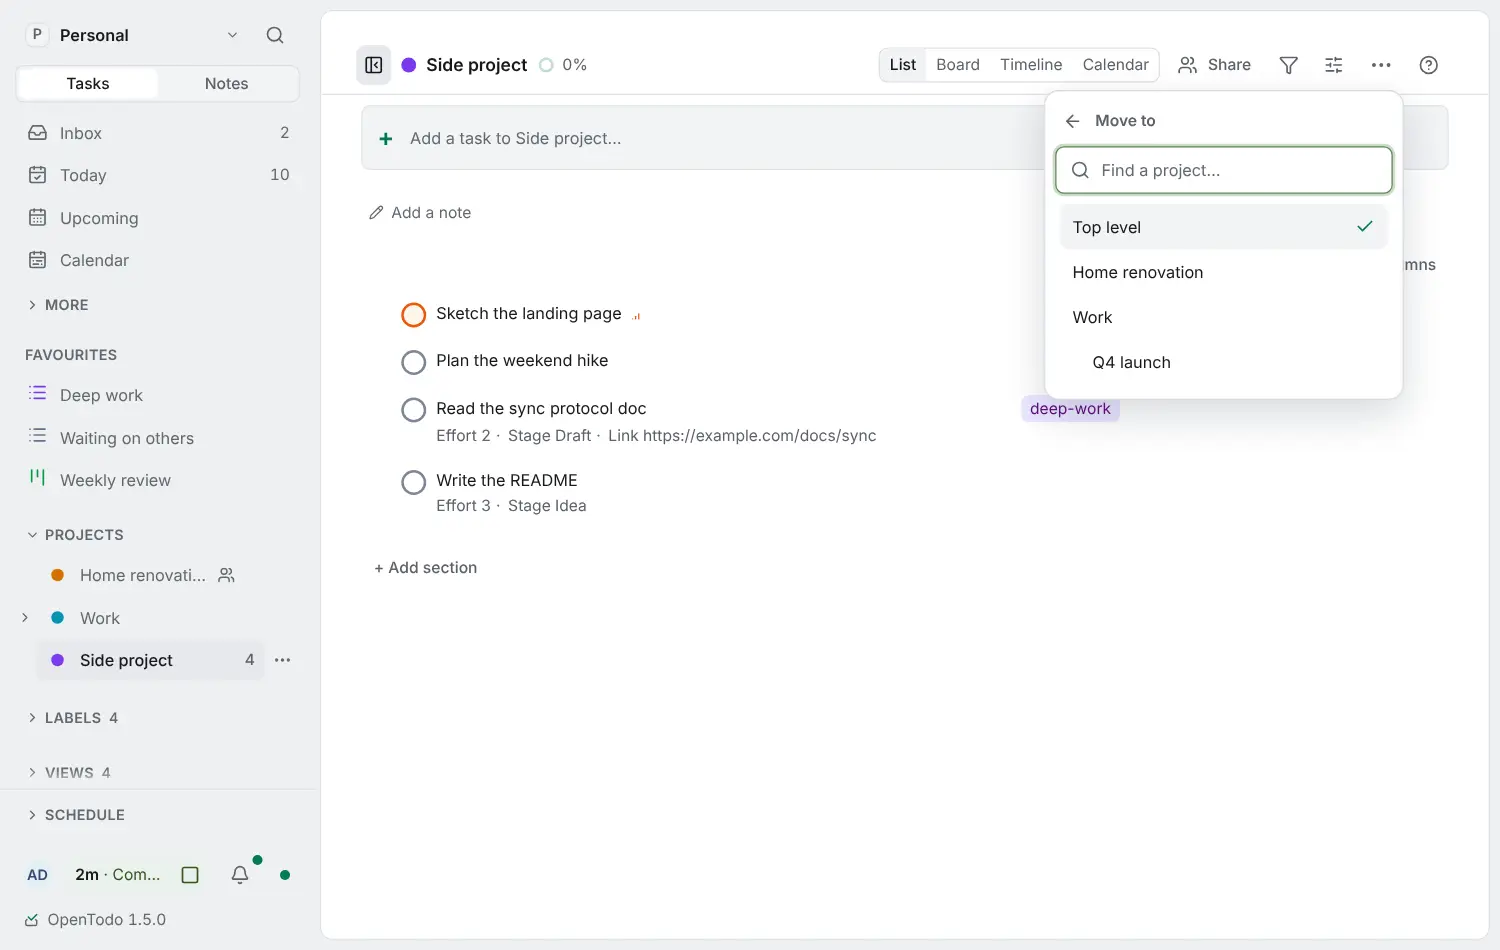 P Personal
Tasks Notes
Inbox 2
Today 10
Upcoming
Calendar
MORE
FAVOURITES
Deep work
Waiting on others
Weekly review
PROJECTS
Home renovati...
Work
Side project 4
LABELS 4
VIEWS 4
SCHEDULE
AD 2m · Com...
OpenTodo 1.5.0
Side project 0%
List Board Timeline Calendar Share
+ Add a task to Side project...
Add a note
Sketch the landing page
Plan the weekend hike
Read the sync protocol doc
deep-work
Effort 2 · Stage Draft · Link https://example.com/docs/sync
Write the README
Effort 3 · Stage Idea
+ Add section
Move to
Find a project...
Top level
Home renovation
Work
Q4 launch